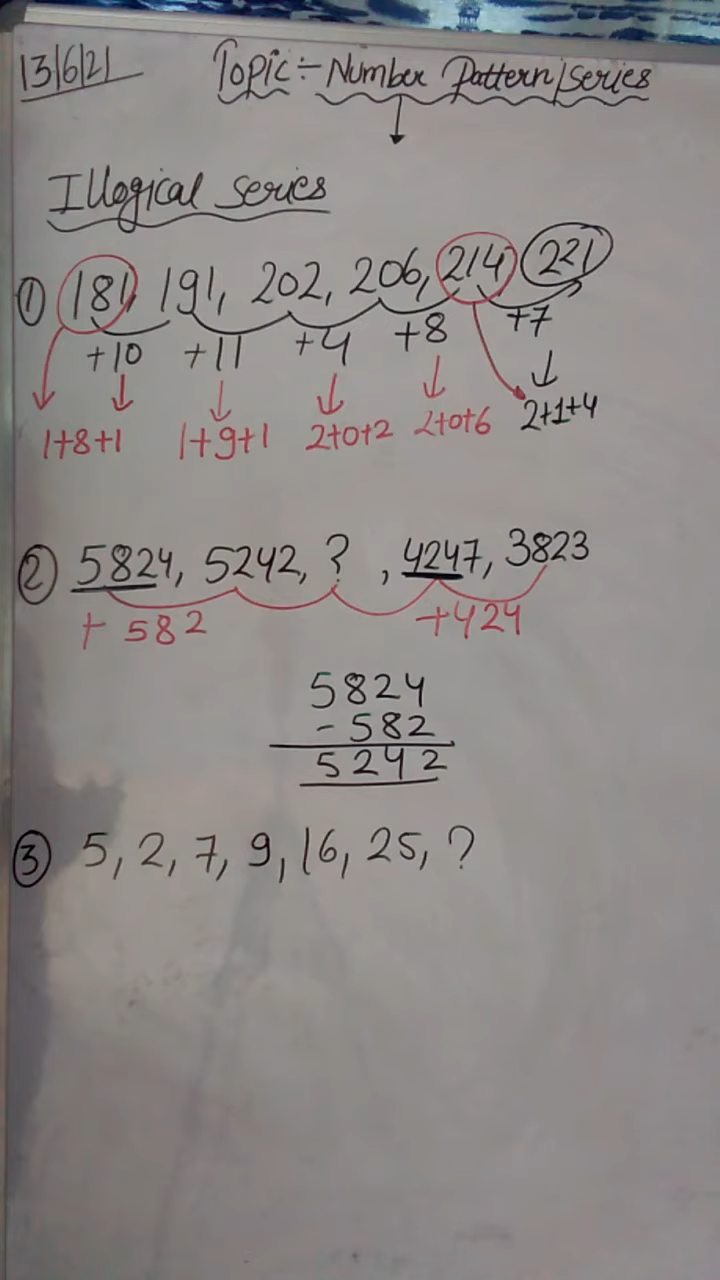 13/6/21 Topic :- Number Pattern/series
Illogical series
① 181, 191, 202, 206, 214, 221
+10 +11 +4 +8 +7
1+8+1 1+9+1 2+0+2 2+0+6 2+1+4
② 5824, 5242, ? , 4247, 3823
+ 582 +424
5824
- 582
5242
③ 5, 2, 7, 9, 16, 25, ?